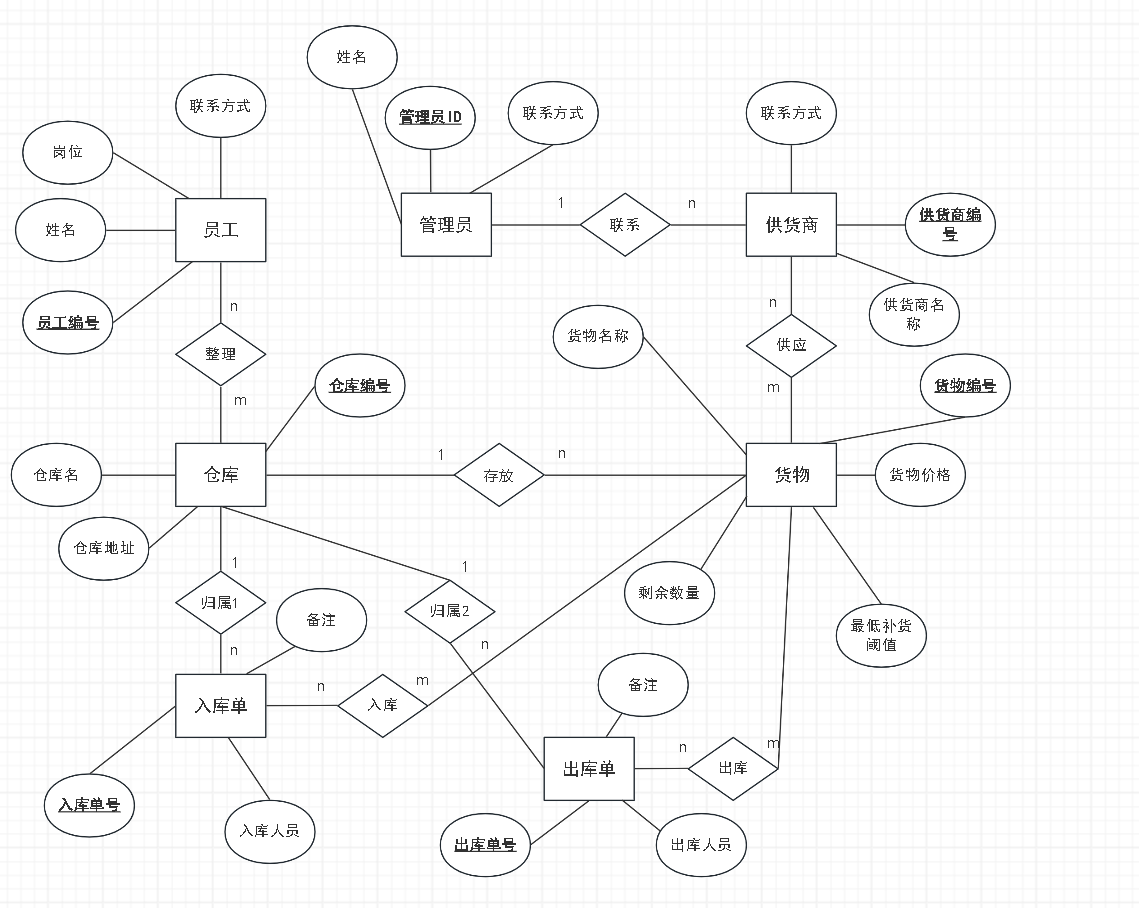 姓名
联系方式
管理员ID
联系方式
联系方式
岗位
姓名
员工
管理员
1
联系
n
供货商
供货商编
号
员工编号
n
整理
m
货物名称
n
供应
m
供货商名
称
仓库编号
货物编号
仓库名
仓库
1
存放
n
货物
货物价格
仓库地址
1
归属1
n
备注
1
归属2
n
剩余数量
最低补货
阈值
入库单
n
入库
m
备注
入库单号
入库人员
出库单
n
出库
m
出库单号
出库人员